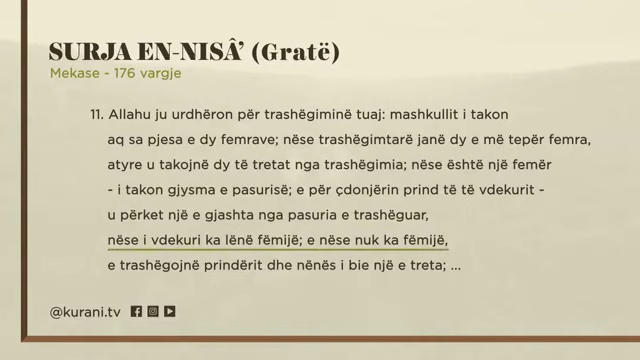 SURJA EN-NISÂ’ (Gratë)
Mekase - 176 vargje
11. Allahu ju urdhëron për trashëgiminë tuaj: mashkullit i takon
aq sa pjesa e dy femrave; nëse trashëgimtarë janë dy e më tepër femra,
atyre u takojnë dy të tretat nga trashëgimia; nëse është një femër
- i takon gjysma e pasurisë; e për çdonjërin prind të të vdekurit -
u përket një e gjashta nga pasuria e trashëguar,
nëse i vdekuri ka lënë fëmijë; e nëse nuk ka fëmijë,
e trashëgojnë prindërit dhe nënës i bie një e treta; ...
@kurani.tv